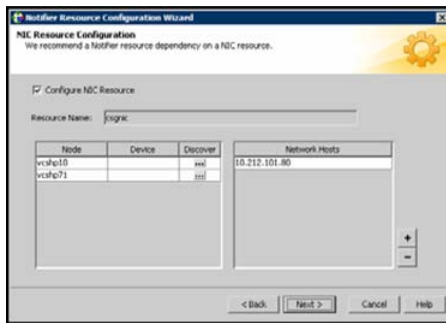 Notifier Resource Configuration Wizard
NIC Resource Configuration
We recommend a Notifier resource dependency on a NIC resource.
Configure NIC Resource
Resource Name: csgnic
Node Device Discover Network Hosts
vcshp10 ... 10.212.101.80
vcshp71 ...
+
-
< Back Next > Cancel Help